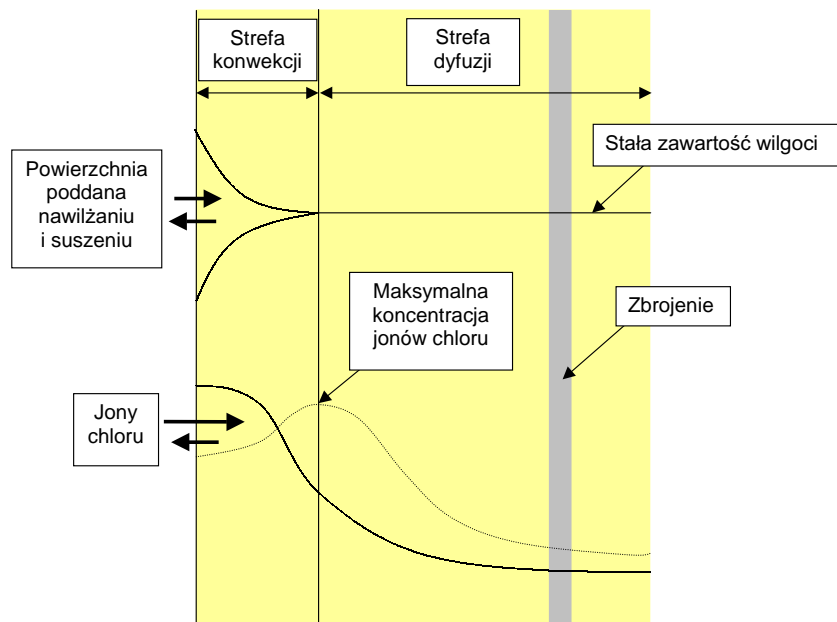 Strefa
konwekcji
Strefa
dyfuzji
Stała zawartość wilgoci
Powierzchnia
poddana
nawilżaniu
i suszeniu
Maksymalna
koncentracja
jonów chloru
Zbrojenie
Jony
chloru